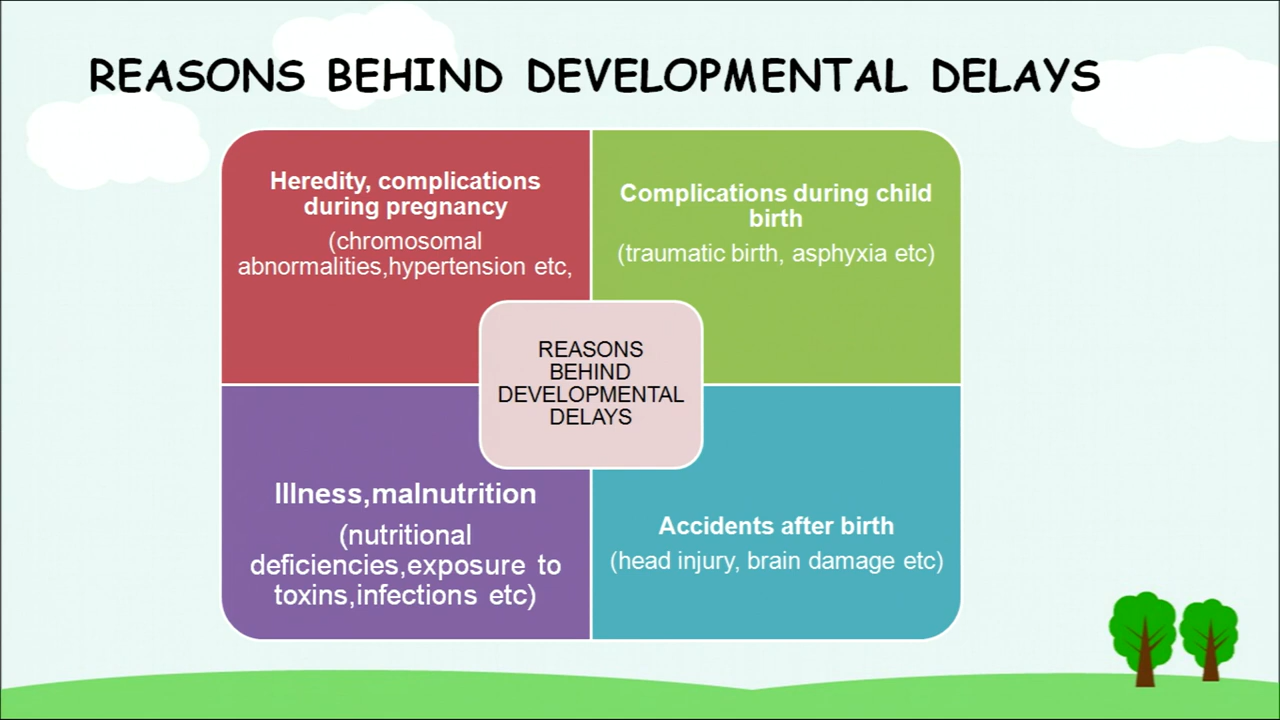 REASONS BEHIND DEVELOPMENTAL DELAYS
Heredity, complications
during pregnancy
(chromosomal
abnormalities,hypertension etc,
Complications during child
birth
(traumatic birth, asphyxia etc)
REASONS
BEHIND
DEVELOPMENTAL
DELAYS
Illness,malnutrition
(nutritional
deficiencies,exposure to
toxins,infections etc)
Accidents after birth
(head injury, brain damage etc)